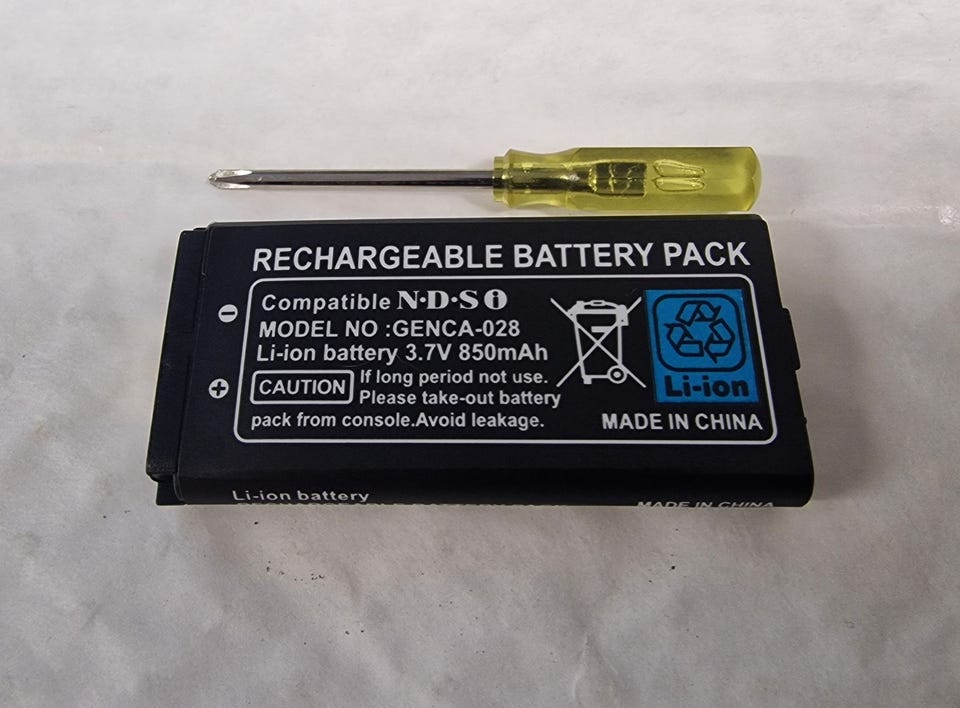 RECHARGEABLE BATTERY PACK
Compatible N·D·S i
MODEL NO :GENCA-028
Li-ion battery 3.7V 850mAh
CAUTION If long period not use.
Please take-out battery
pack from console.Avoid leakage.
Li-ion
MADE IN CHINA
Li-ion battery
MADE IN CHINA